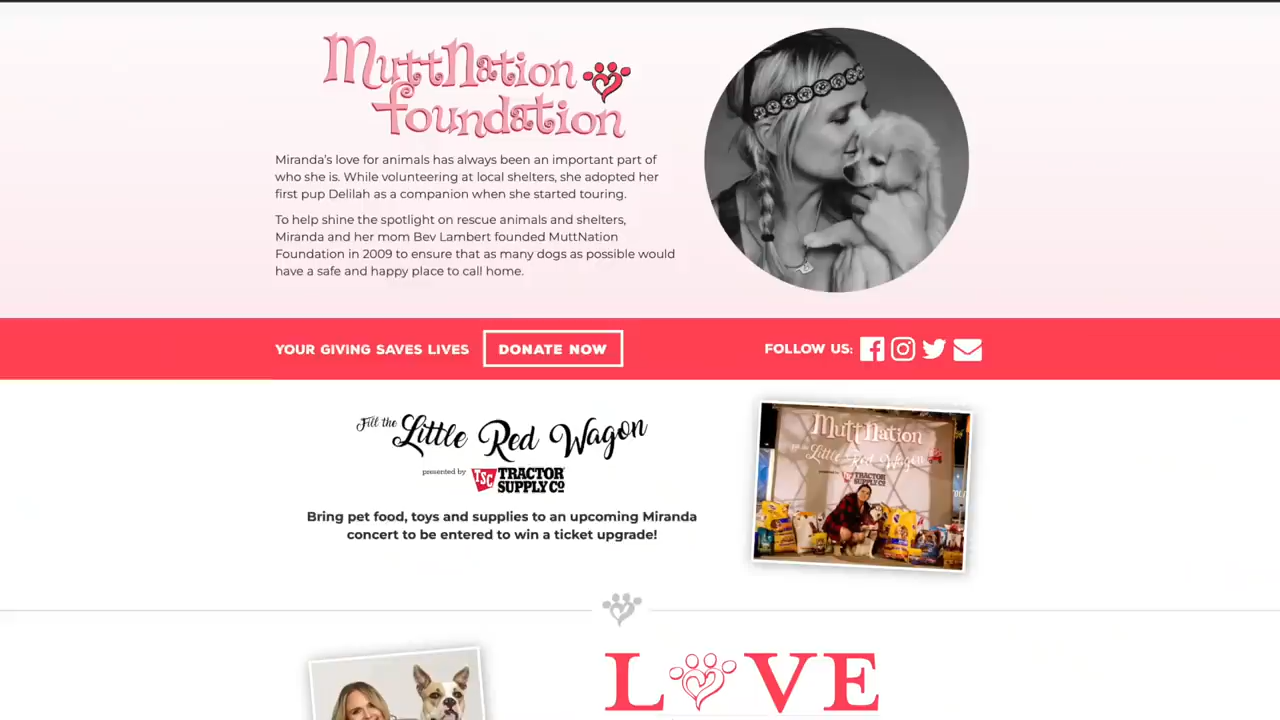 MuttNation
foundation
Miranda's love for animals has always been an important part of
who she is. While volunteering at local shelters, she adopted her
first pup Delilah as a companion when she started touring.
To help shine the spotlight on rescue animals and shelters,
Miranda and her mom Bev Lambert founded MuttNation
Foundation in 2009 to ensure that as many dogs as possible would
have a safe and happy place to call home.
YOUR GIVING SAVES LIVES
DONATE NOW
FOLLOW US:
Fill the Little Red Wagon
presented by TSC TRACTOR
SUPPLY CO
Bring pet food, toys and supplies to an upcoming Miranda
concert to be entered to win a ticket upgrade!
MuttNation
Fill the Little Red Wagon
TRACTOR
SUPPLY CO
LOVE